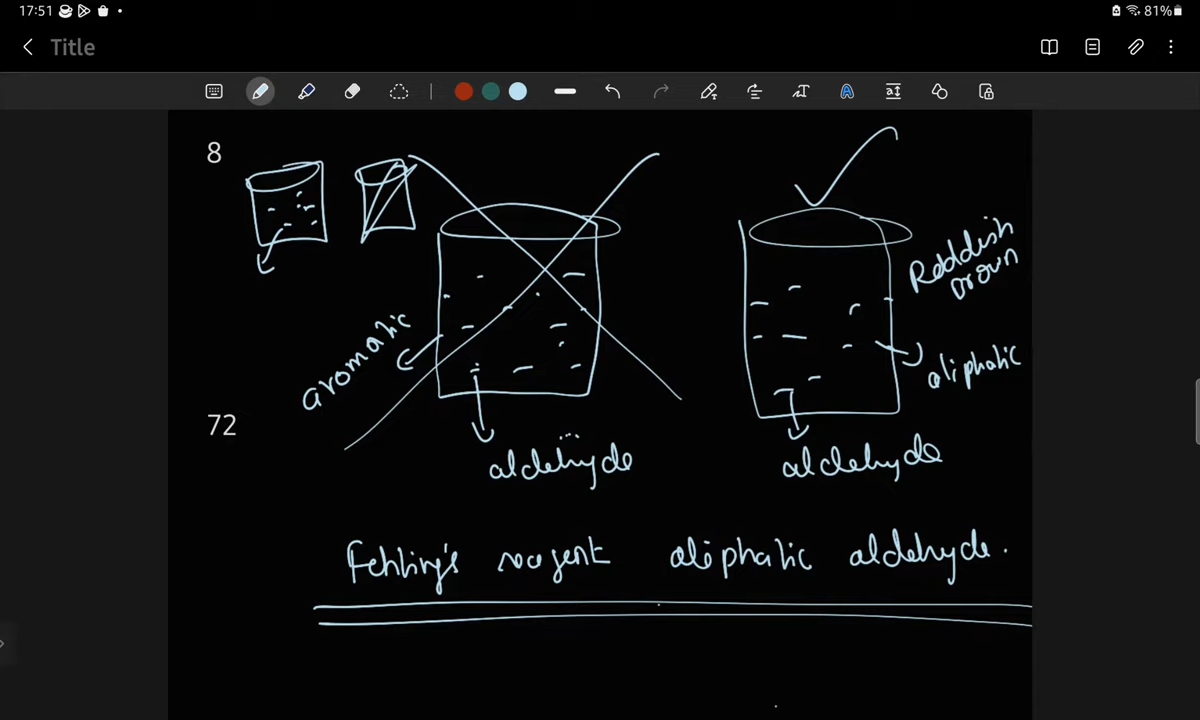 17:51
81%
Title
8
Reddish
brown
aromatic
aliphatic
72
aldehyde
aldehyde
Fehling's reagent aliphatic aldehyde.